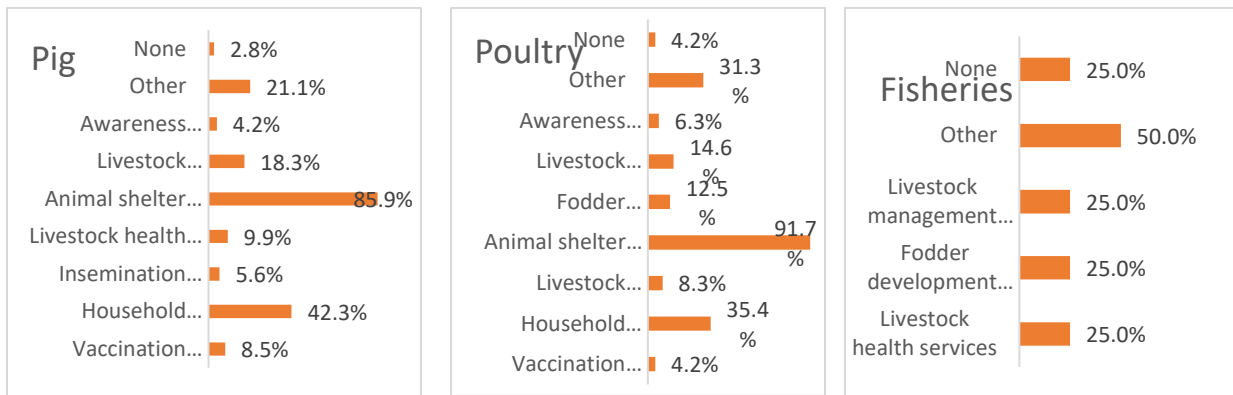 Pig
None 2.8%
Other 21.1%
Awareness... 4.2%
Livestock... 18.3%
Animal shelter... 85.9%
Livestock health... 9.9%
Insemination... 5.6%
Household... 42.3%
Vaccination... 8.5%
Poultry
None 4.2%
Other 31.3
%
Awareness... 6.3%
Livestock... 14.6
%
Fodder... 12.5
%
Animal shelter... 91.7
%
Livestock... 8.3%
Household... 35.4
%
Vaccination... 4.2%
Fisheries
None 25.0%
Other 50.0%
Livestock
management... 25.0%
Fodder
development... 25.0%
Livestock
health services 25.0%